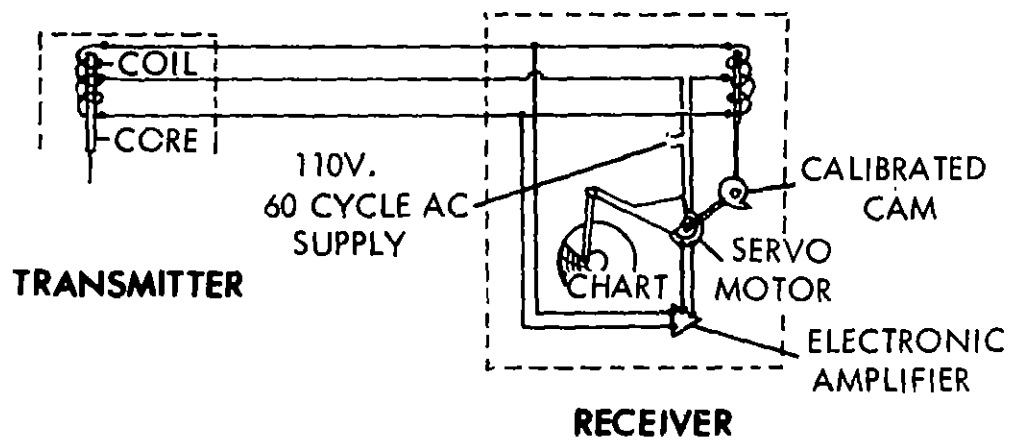 COIL
CORE
110V.
60 CYCLE AC
SUPPLY
TRANSMITTER
CALIBRATED
CAM
SERVO
MOTOR
CHART
ELECTRONIC
AMPLIFIER
RECEIVER